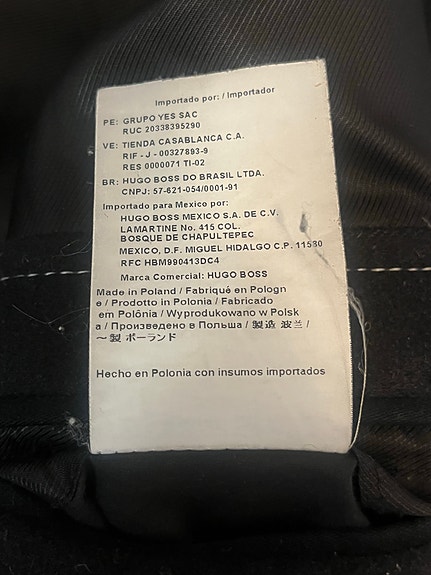 Importado por: / Importador
PE: GRUPO YES SAC
RUC 20338395290
VE: TIENDA CASABLANCA C.A.
RIF - J - 00327893-9
RES 0000071 TI-02
BR: HUGO BOSS DO BRASIL LTDA.
CNPJ: 57-621-054/0001-91
Importado para Mexico por:
HUGO BOSS MEXICO S.A. DE C.V.
LAMARTINE No. 415 COL.
BOSQUE DE CHAPULTEPEC
MEXICO, D.F. MIGUEL HIDALGO C.P. 11580
RFC HBM990413DC4
Marca Comercial: HUGO BOSS
Made in Poland / Fabriqué en Pologn
e / Prodotto in Polonia / Fabricado
em Polônia / Wyprodukowano w Polsk
a / Произведено в Польша / 製造 波兰 /
～製 ポーランド
Hecho en Polonia con insumos importados